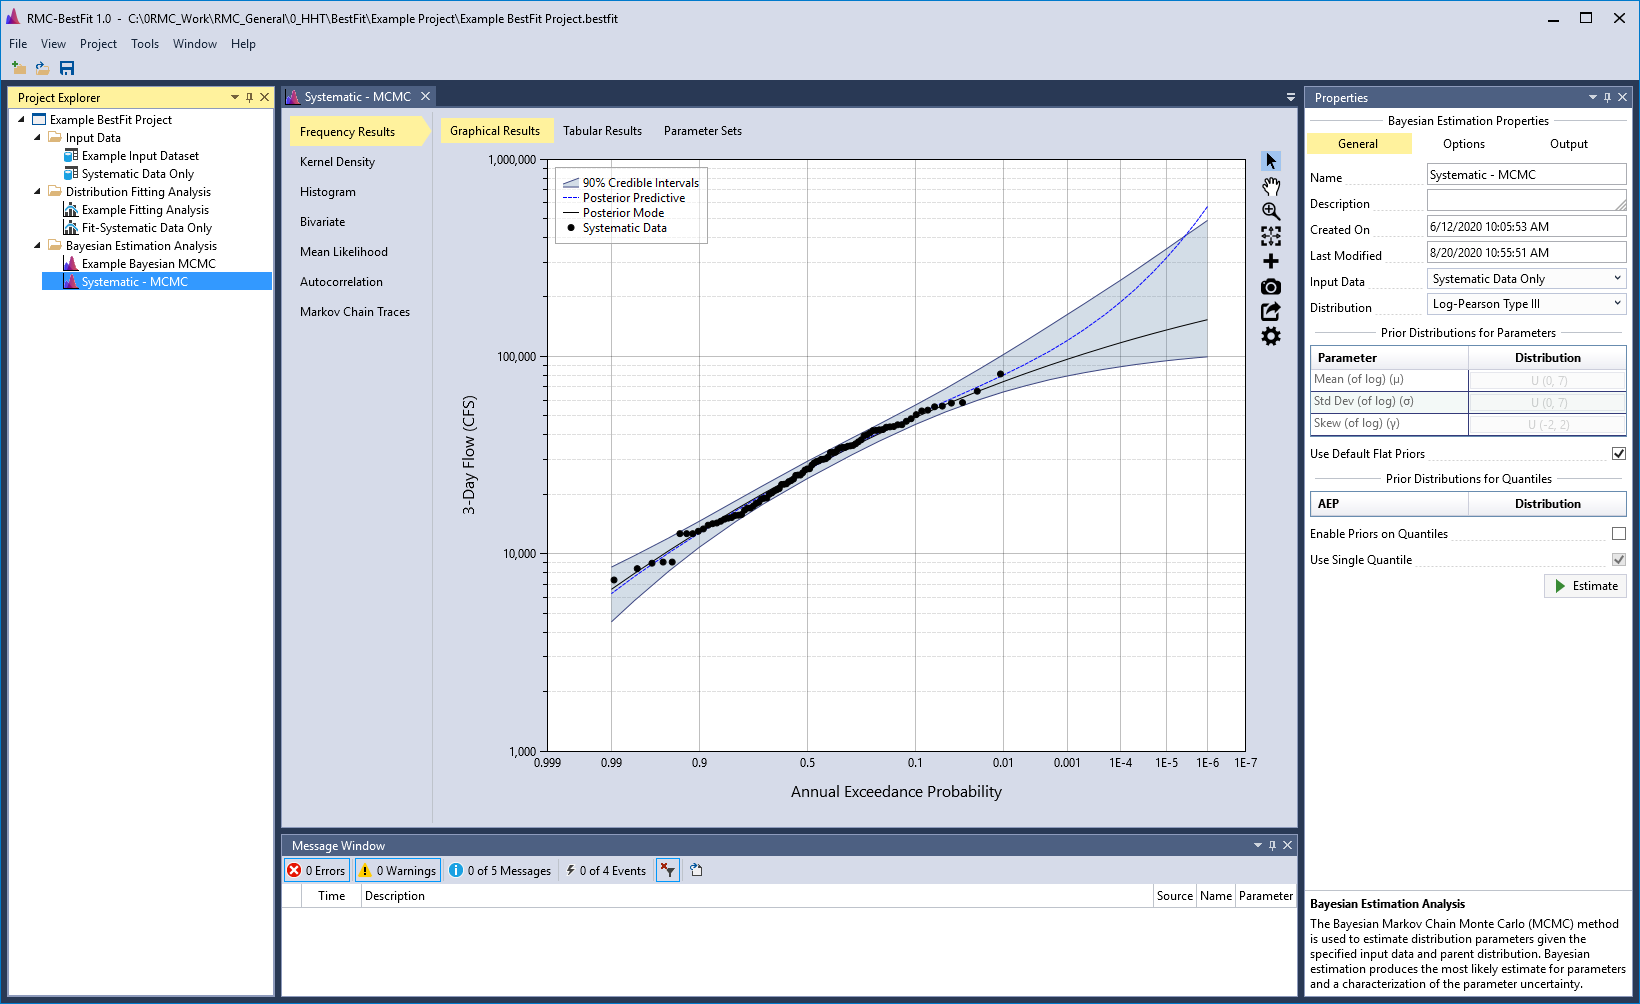 RMC-BestFit 1.0 - C:\0RMC_Work\RMC_General\0_HHT\BestFit\Example Project\Example BestFit Project.bestfit
File View Project Tools Window Help
Project Explorer
Example BestFit Project
Input Data
Example Input Dataset
Systematic Data Only
Distribution Fitting Analysis
Example Fitting Analysis
Fit-Systematic Data Only
Bayesian Estimation Analysis
Example Bayesian MCMC
Systematic - MCMC
Systematic - MCMC
Frequency Results
Kernel Density
Histogram
Bivariate
Mean Likelihood
Autocorrelation
Markov Chain Traces
Graphical Results Tabular Results Parameter Sets
90% Credible Intervals
Posterior Predictive
Posterior Mode
Systematic Data
1,000,000
100,000
10,000
1,000
3-Day Flow (CFS)
0.999 0.99 0.9 0.5 0.1 0.01 0.001 1E-4 1E-5 1E-6 1E-7
Annual Exceedance Probability
Message Window
0 Errors 0 Warnings 0 of 5 Messages 0 of 4 Events
Time Description Source Name Parameter
Properties
Bayesian Estimation Properties
General Options Output
Name Systematic - MCMC
Description
Created On 6/12/2020 10:05:53 AM
Last Modified 8/20/2020 10:55:51 AM
Input Data Systematic Data Only
Distribution Log-Pearson Type III
Prior Distributions for Parameters
Parameter Distribution
Mean (of log) (μ) U (0, 7)
Std Dev (of log) (σ) U (0, 7)
Skew (of log) (γ) U (-2, 2)
Use Default Flat Priors
Prior Distributions for Quantiles
AEP Distribution
Enable Priors on Quantiles
Use Single Quantile
Estimate
Bayesian Estimation Analysis
The Bayesian Markov Chain Monte Carlo (MCMC) method
is used to estimate distribution parameters given the
specified input data and parent distribution. Bayesian
estimation produces the most likely estimate for parameters
and a characterization of the parameter uncertainty.